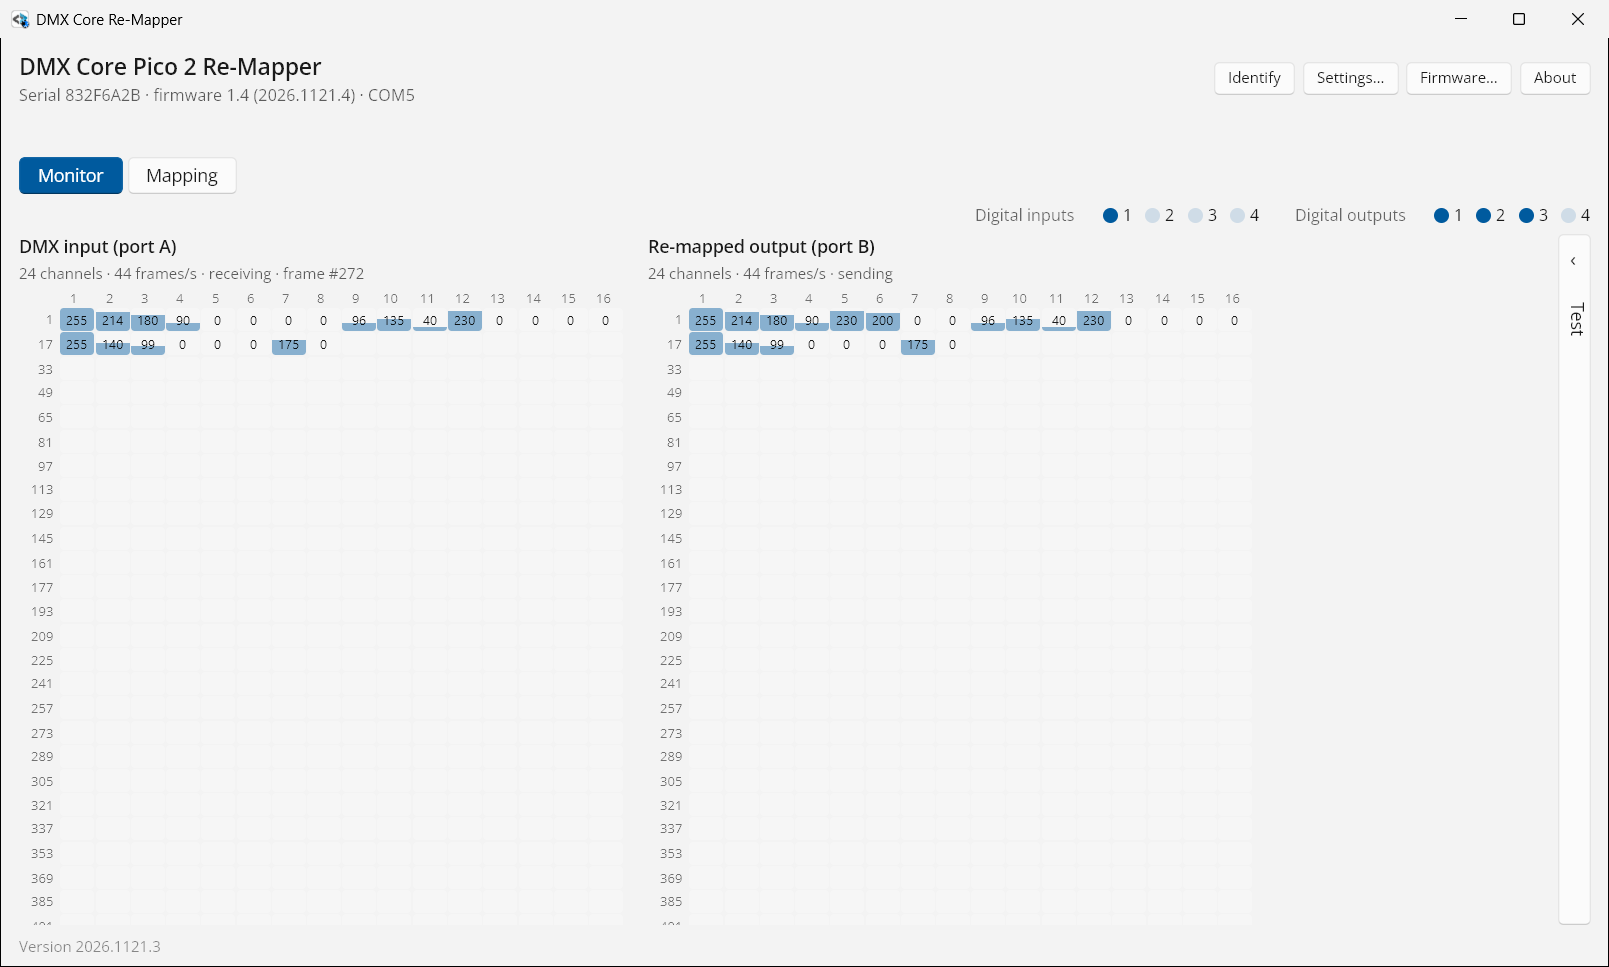 DMX Core Re-Mapper
DMX Core Pico 2 Re-Mapper
Serial 832F6A2B · firmware 1.4 (2026.1121.4) · COM5
Identify
Settings...
Firmware...
About
Monitor
Mapping
Digital inputs 1 2 3 4
Digital outputs 1 2 3 4
DMX input (port A)
24 channels · 44 frames/s · receiving · frame #272
1 2 3 4 5 6 7 8 9 10 11 12 13 14 15 16
1 255 214 180 90 0 0 0 0 96 135 40 230 0 0 0 0
17 255 140 99 0 0 0 175 0
33
49
65
81
97
113
129
145
161
177
193
209
225
241
257
273
289
305
321
337
353
369
385
Re-mapped output (port B)
24 channels · 44 frames/s · sending
1 2 3 4 5 6 7 8 9 10 11 12 13 14 15 16
1 255 214 180 90 230 200 0 0 96 135 40 230 0 0 0 0
17 255 140 99 0 0 0 175 0
33
49
65
81
97
113
129
145
161
177
193
209
225
241
257
273
289
305
321
337
353
369
385
Test
Version 2026.1121.3